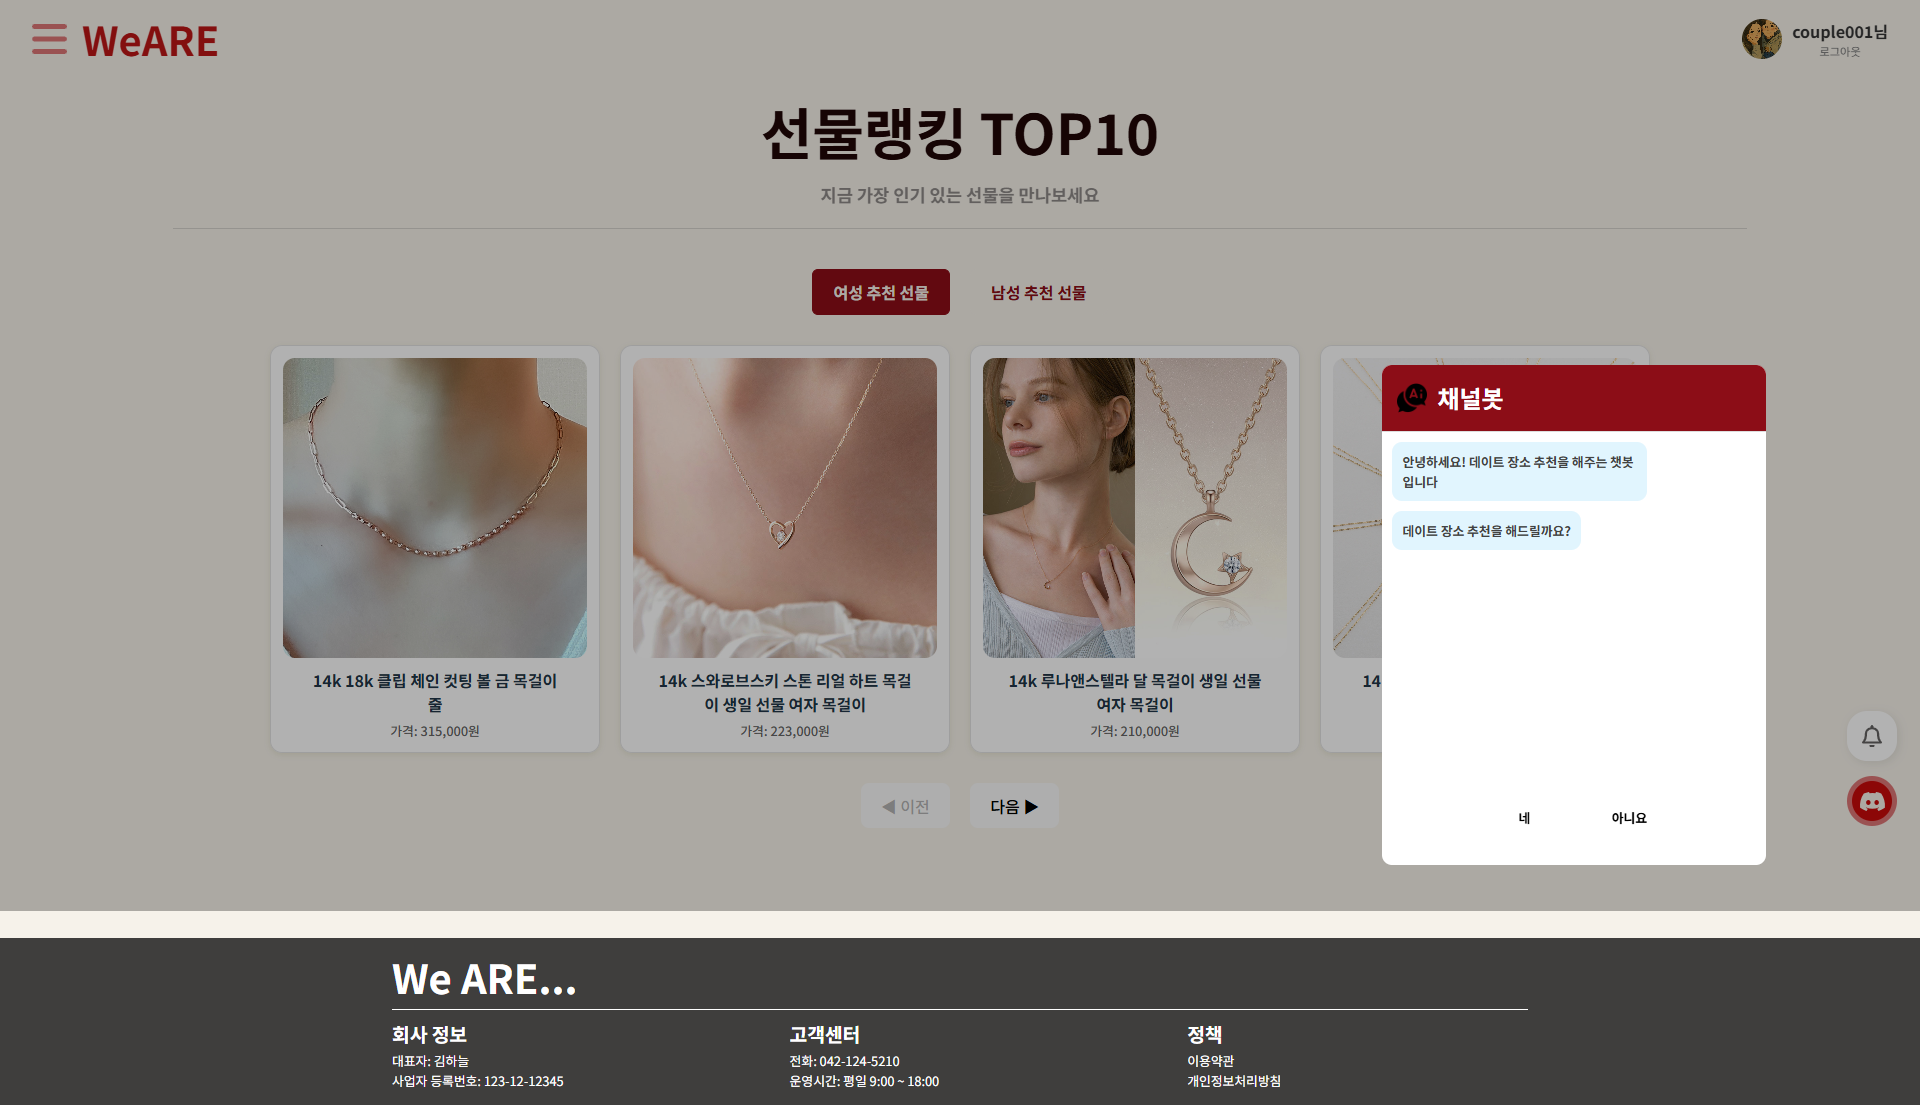 WeARE
couple001님
로그아웃
선물랭킹 TOP10
지금 가장 인기 있는 선물을 만나보세요
여성 추천 선물
남성 추천 선물
14k 18k 클립 체인 컷팅 볼 금 목걸이
줄
가격: 315,000원
14k 스와로브스키 스톤 리얼 하트 목걸
이 생일 선물 여자 목걸이
가격: 223,000원
14k 루나앤스텔라 달 목걸이 생일 선물
여자 목걸이
가격: 210,000원
14
◀ 이전
다음 ▶
Ai
채널봇
안녕하세요! 데이트 장소 추천을 해주는 챗봇
입니다
데이트 장소 추천을 해드릴까요?
네
아니요
We ARE...
회사 정보
대표자: 김하늘
사업자 등록번호: 123-12-12345
고객센터
전화: 042-124-5210
운영시간: 평일 9:00 ~ 18:00
정책
이용약관
개인정보처리방침